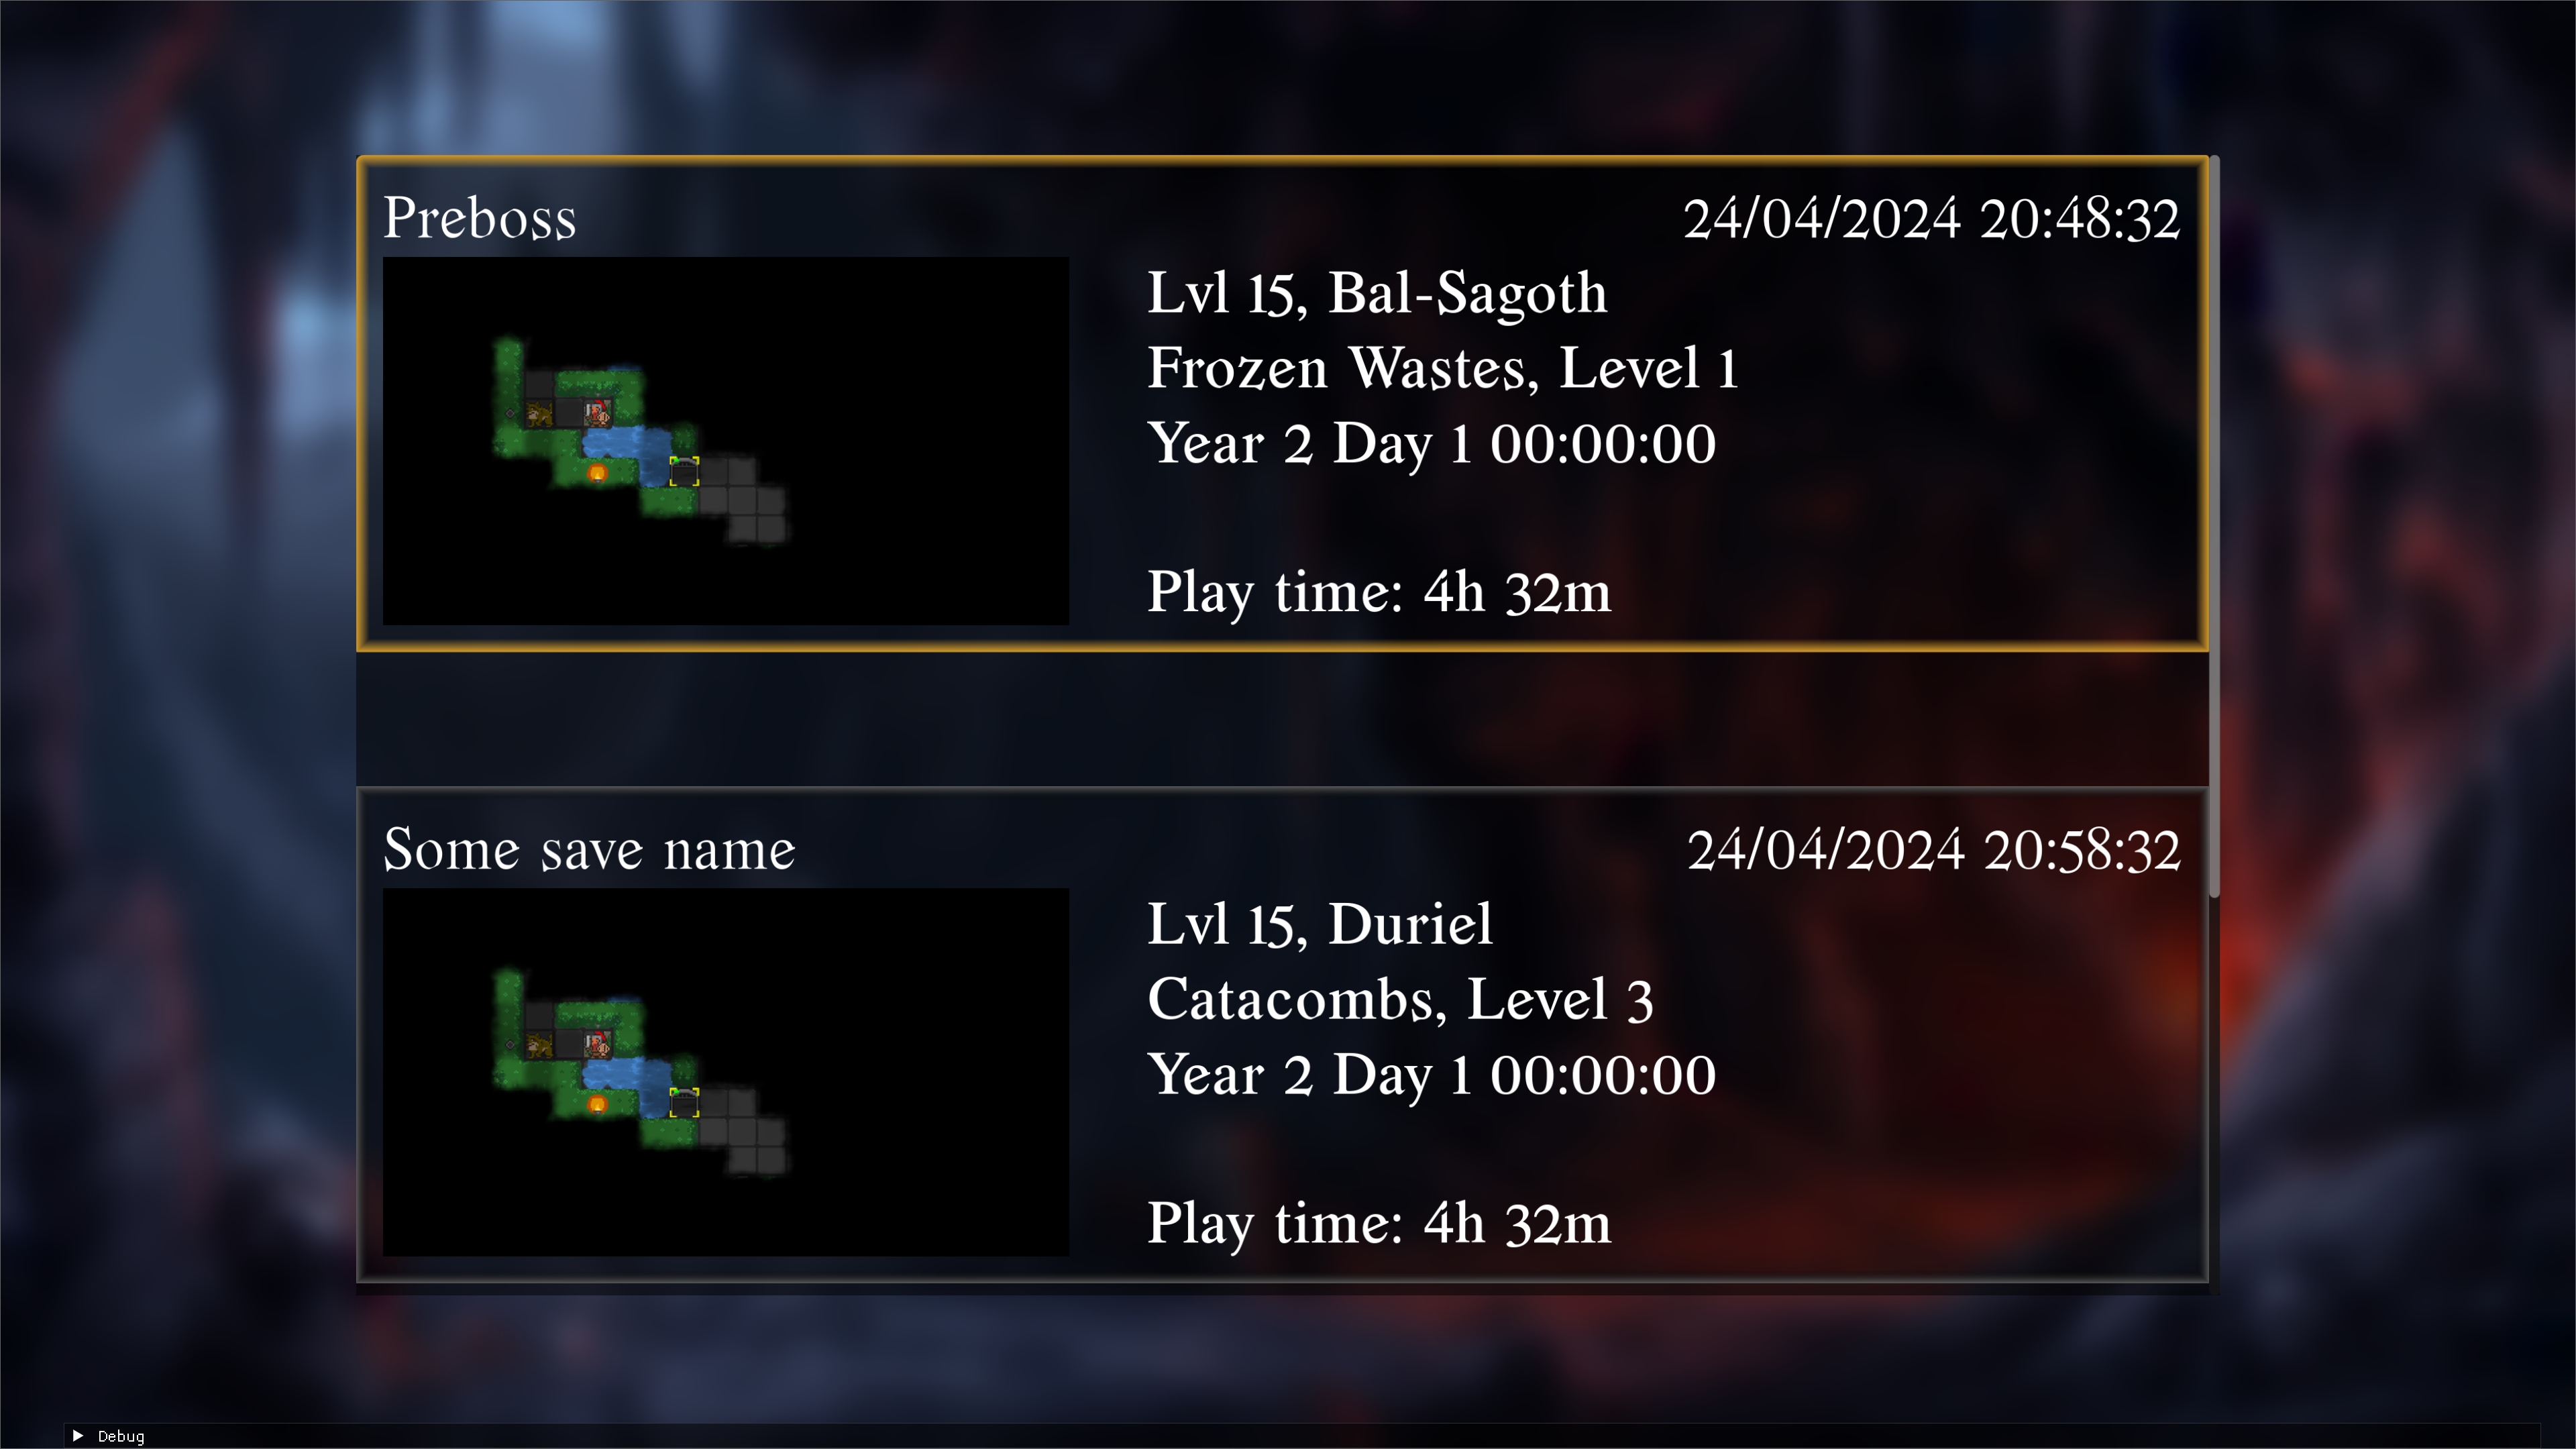 Preboss
24/04/2024 20:48:32
Lvl 15, Bal-Sagoth
Frozen Wastes, Level 1
Year 2 Day 1 00:00:00
Play time: 4h 32m
Some save name
24/04/2024 20:58:32
Lvl 15, Duriel
Catacombs, Level 3
Year 2 Day 1 00:00:00
Play time: 4h 32m
Debug